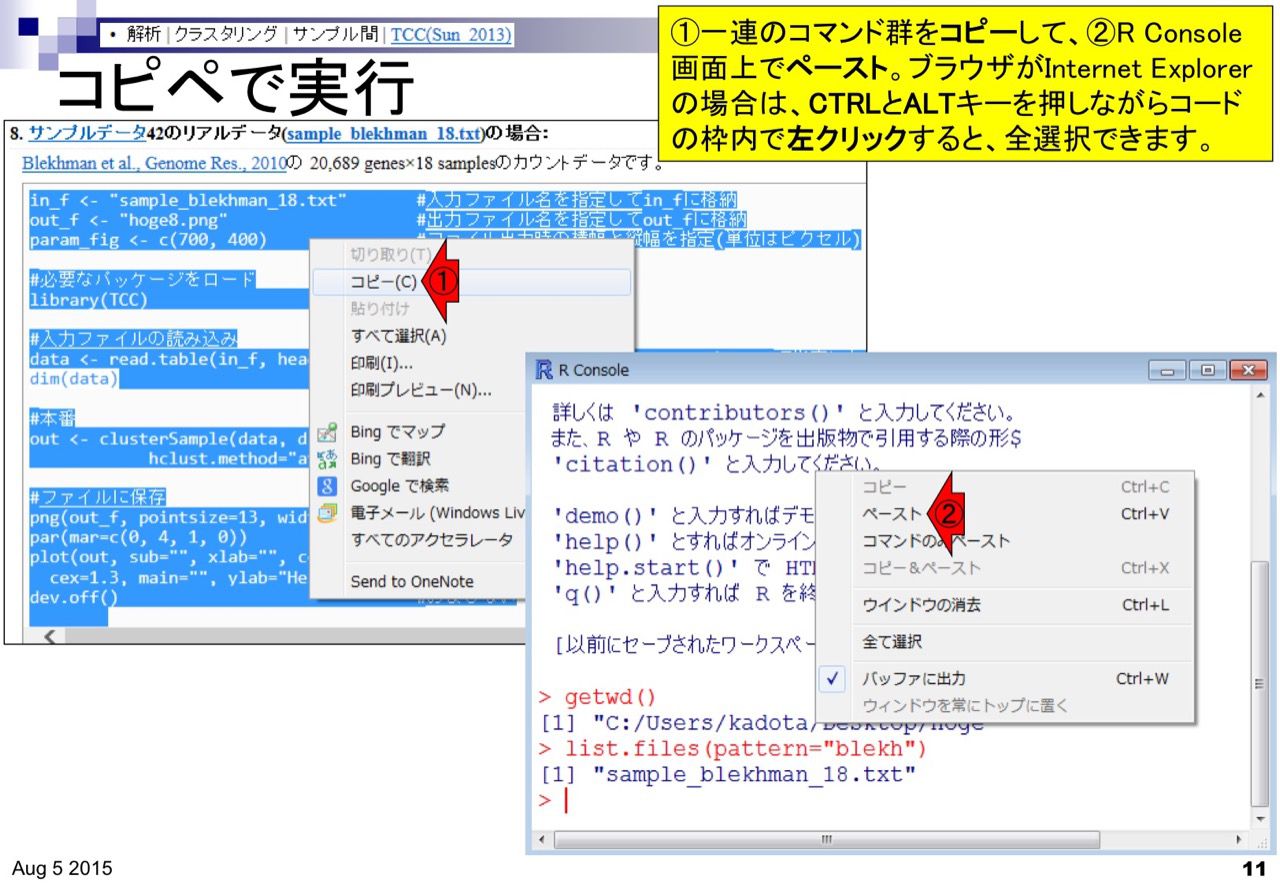 ・解析 | クラスタリング | サンプル間 | TCC(Sun_2013)
コピペで実行
①一連のコマンド群をコピーして、②R Console
画面上でペースト。ブラウザがInternet Explorer
の場合は、CTRLとALTキーを押しながらコード
の枠内で左クリックすると、全選択できます。
8. サンプルデータ42のリアルデータ(sample_blekhman_18.txt)の場合:
Blekhman et al., Genome Res., 2010の 20,689 genes×18 samplesのカウントデータです。
in_f <- "sample_blekhman_18.txt" #入力ファイル名を指定してin_fに格納
out_f <- "hoge8.png" #出力ファイル名を指定してout_fに格納
param_fig <- c(700, 400) #ファイル出力時の横幅と縦幅を指定(単位はピクセル)
#必要なパッケージをロード
library(TCC)
#入力ファイルの読み込み
data <- read.table(in_f, hea
dim(data)
#本番
out <- clusterSample(data, d
hclust.method="a
#ファイルに保存
png(out_f, pointsize=13, wid
par(mar=c(0, 4, 1, 0))
plot(out, sub="", xlab="", c
cex=1.3, main="", ylab="He
dev.off()
切り取り(T)
コピー(C)
①
貼り付け
すべて選択(A)
印刷(I)...
印刷プレビュー(N)...
Bing でマップ
Bing で翻訳
Google で検索
電子メール (Windows Liv
すべてのアクセラレータ
Send to OneNote
R Console
詳しくは 'contributors()' と入力してください。
また、R や R のパッケージを出版物で引用する際の形$
'citation()' と入力してください。
'demo()' と入力すればデモ
'help()' とすればオンライン
'help.start()' で HT
'q()' と入力すれば R を終
[以前にセーブされたワークスペー
> getwd()
[1] "C:/Users/kadota/Desktop/hoge"
> list.files(pattern="blekh")
[1] "sample_blekhman_18.txt"
>
コピー Ctrl+C
ペースト Ctrl+V
②
コマンドのみペースト
コピー&ペースト Ctrl+X
ウインドウの消去 Ctrl+L
全て選択
バッファに出力 Ctrl+W
ウィンドウを常にトップに置く
Aug 5 2015
11